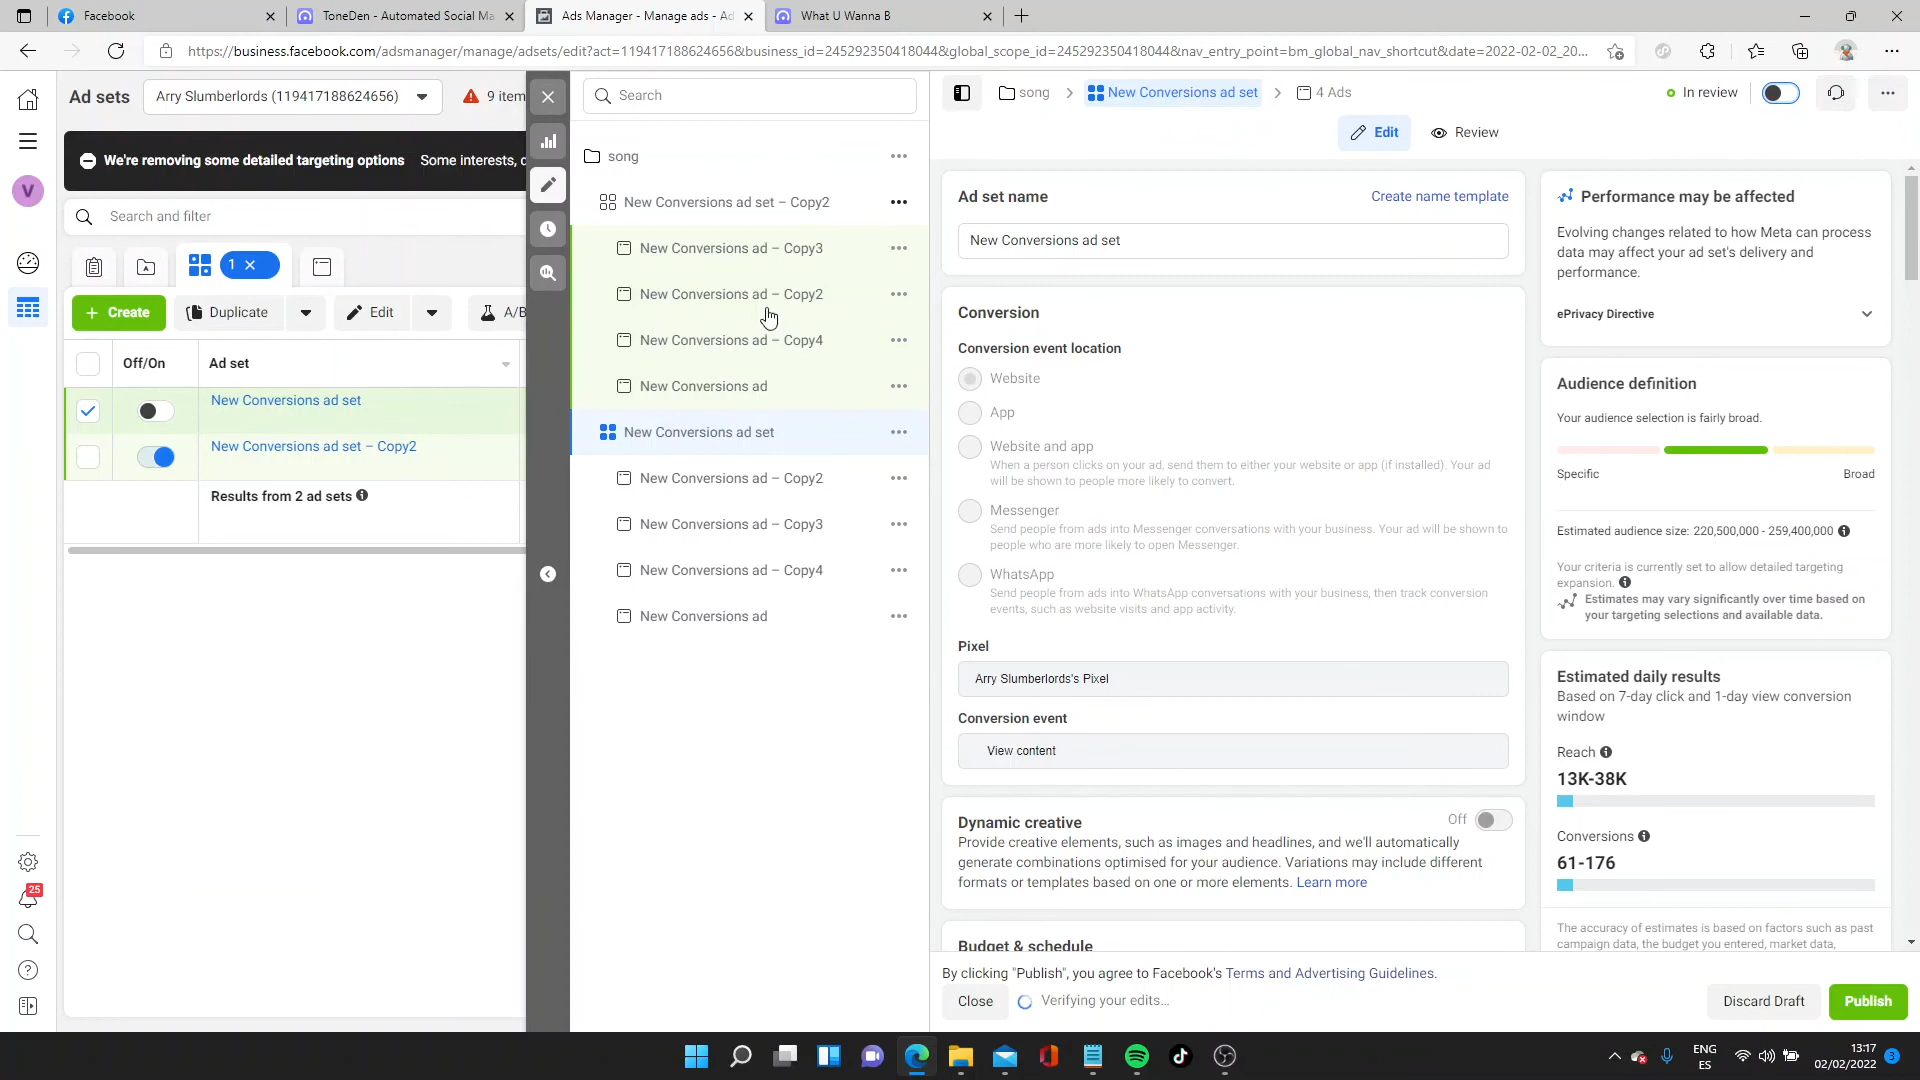 Facebook
ToneDen - Automated Social Ma
Ads Manager - Manage ads - Ad
What U Wanna B
https://business.facebook.com/adsmanager/manage/adsets/edit?act=119417188624656&business_id=245292350418044&global_scope_id=245292350418044&nav_entry_point=bm_global_nav_shortcut&date=2022-02-02_20...
Ad sets
Arry Slumberlords (119417188624656)
9 item
We're removing some detailed targeting options Some interests, c
Search and filter
1
Create
Duplicate
Edit
A/B
Off/On
Ad set
New Conversions ad set
New Conversions ad set – Copy2
Results from 2 ad sets
V
25
Search
song
New Conversions ad set – Copy2
New Conversions ad – Copy3
New Conversions ad – Copy2
New Conversions ad – Copy4
New Conversions ad
New Conversions ad set
New Conversions ad – Copy2
New Conversions ad – Copy3
New Conversions ad – Copy4
New Conversions ad
song
New Conversions ad set
4 Ads
In review
Edit
Review
Ad set name
Create name template
New Conversions ad set
Conversion
Conversion event location
Website
App
Website and app
When a person clicks on your ad, send them to either your website or app (if installed). Your ad
will be shown to people more likely to convert.
Messenger
Send people from ads into Messenger conversations with your business. Your ad will be shown to
people who are more likely to open Messenger.
WhatsApp
Send people from ads into WhatsApp conversations with your business, then track conversion
events, such as website visits and app activity.
Pixel
Arry Slumberlords's Pixel
Conversion event
View content
Dynamic creative
Off
Provide creative elements, such as images and headlines, and we'll automatically
generate combinations optimised for your audience. Variations may include different
formats or templates based on one or more elements. Learn more
Budget & schedule
By clicking "Publish", you agree to Facebook's Terms and Advertising Guidelines.
Close
Verifying your edits...
Discard Draft
Publish
Performance may be affected
Evolving changes related to how Meta can process
data may affect your ad set's delivery and
performance.
ePrivacy Directive
Audience definition
Your audience selection is fairly broad.
Specific
Broad
Estimated audience size: 220,500,000 - 259,400,000
Your criteria is currently set to allow detailed targeting
expansion.
Estimates may vary significantly over time based on
your targeting selections and available data.
Estimated daily results
Based on 7-day click and 1-day view conversion
window
Reach
13K-38K
Conversions
61-176
The accuracy of estimates is based on factors such as past
campaign data, the budget you entered, market data,
ENG
ES
13:17
02/02/2022
3